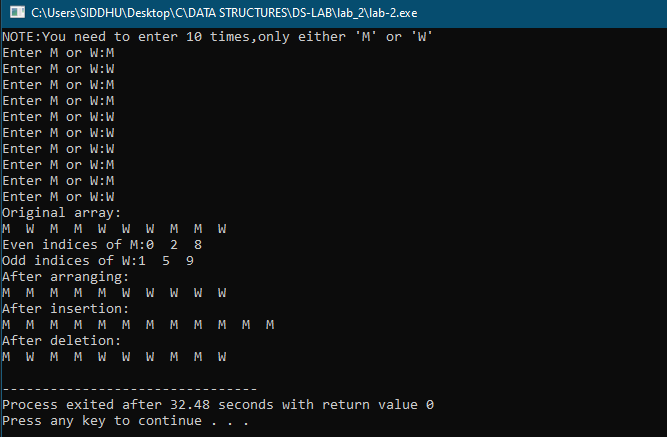 C:\Users\SIDDHU\Desktop\C\DATA STRUCTURES\DS-LAB\lab_2\lab-2.exe
NOTE:You need to enter 10 times,only either 'M' or 'W'
Enter M or W:M
Enter M or W:W
Enter M or W:M
Enter M or W:M
Enter M or W:W
Enter M or W:W
Enter M or W:W
Enter M or W:M
Enter M or W:M
Enter M or W:W
Original array:
M  W  M  M  W  W  W  M  M  W
Even indices of M:0  2  8
Odd indices of W:1  5  9
After arranging:
M  M  M  M  M  W  W  W  W  W
After insertion:
M  M  M  M  M  M  M  M  M  M  M  M
After deletion:
M  W  M  M  W  W  W  M  M  W
--------------------------------
Process exited after 32.48 seconds with return value 0
Press any key to continue . . .